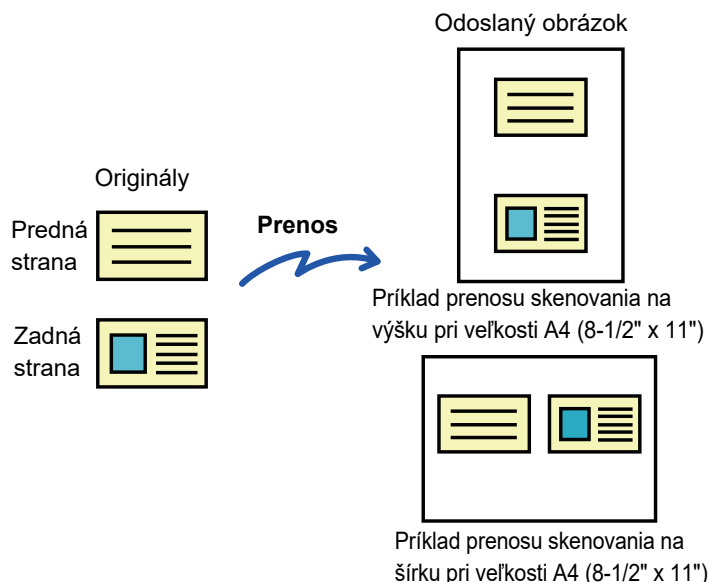 Odoslaný obrázok
Originály
Predná
strana
Prenos
Zadná
strana
Príklad prenosu skenovania na
výšku pri veľkosti A4 (8-1/2" x 11")
Príklad prenosu skenovania na
šírku pri veľkosti A4 (8-1/2" x 11")